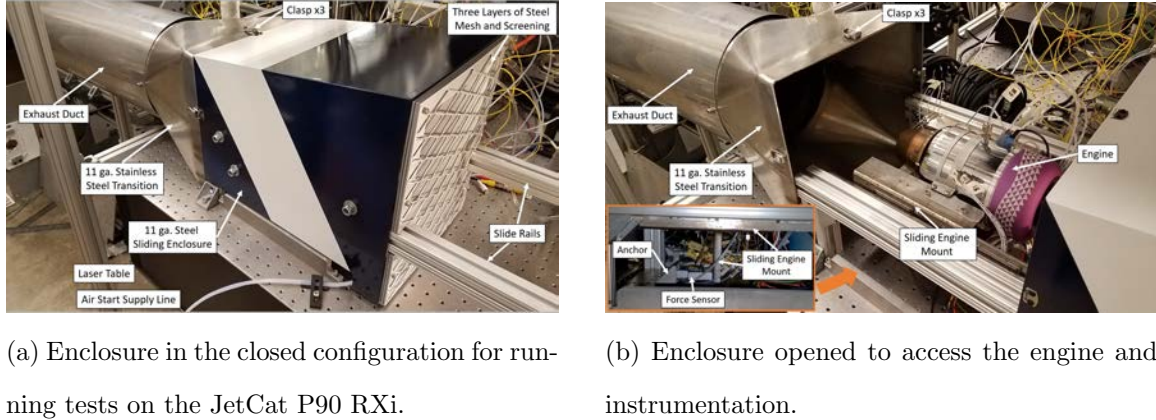 Clasp x3
Three Layers of Steel
Mesh and Screening
Exhaust Duct
11 ga. Stainless
Steel Transition
11 ga. Steel
Sliding Enclosure
Slide Rails
Laser Table
Air Start Supply Line
Clasp x3
Exhaust Duct
11 ga. Stainless
Steel Transition
Engine
Sliding Engine
Mount
Anchor
Sliding Engine
Mount
Force Sensor
(a) Enclosure in the closed configuration for run-
ning tests on the JetCat P90 RXi.
(b) Enclosure opened to access the engine and
instrumentation.